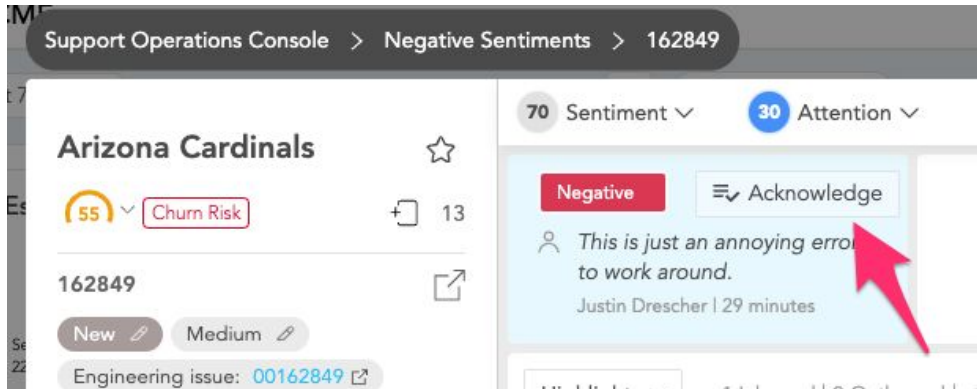 Support Operations Console > Negative Sentiments > 162849
70 Sentiment
30 Attention
Arizona Cardinals
55
Churn Risk
13
Negative
Acknowledge
This is just an annoying error
to work around.
Justin Drescher | 29 minutes
162849
New
Medium
Engineering issue: 00162849